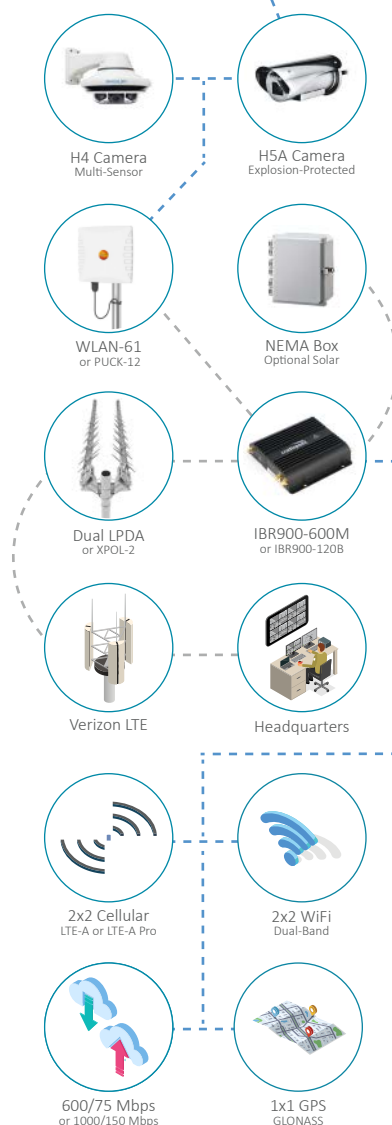 H4 Camera
Multi-Sensor
H5A Camera
Explosion-Protected
WLAN-61
or PUCK-12
NEMA Box
Optional Solar
Dual LPDA
or XPOL-2
IBR900-600M
or IBR900-120B
Verizon LTE
Headquarters
2x2 Cellular
LTE-A or LTE-A Pro
2x2 WiFi
Dual-Band
600/75 Mbps
or 1000/150 Mbps
1x1 GPS
GLONASS